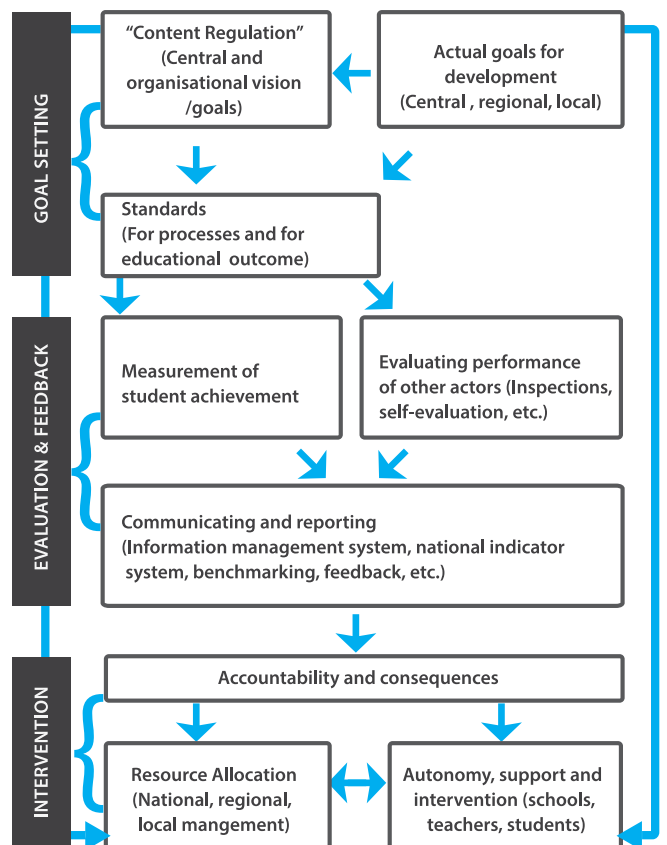 GOAL SETTING
“Content Regulation”
(Central and
organisational vision
/goals)
Actual goals for
development
(Central , regional, local)
Standards
(For processes and for
educational outcome)
EVALUATION & FEEDBACK
Measurement of
student achievement
Evaluating performance
of other actors (Inspections,
self-evaluation, etc.)
Communicating and reporting
(Information management system, national indicator
system, benchmarking, feedback, etc.)
INTERVENTION
Accountability and consequences
Resource Allocation
(National, regional,
local mangement)
Autonomy, support and
intervention (schools,
teachers, students)